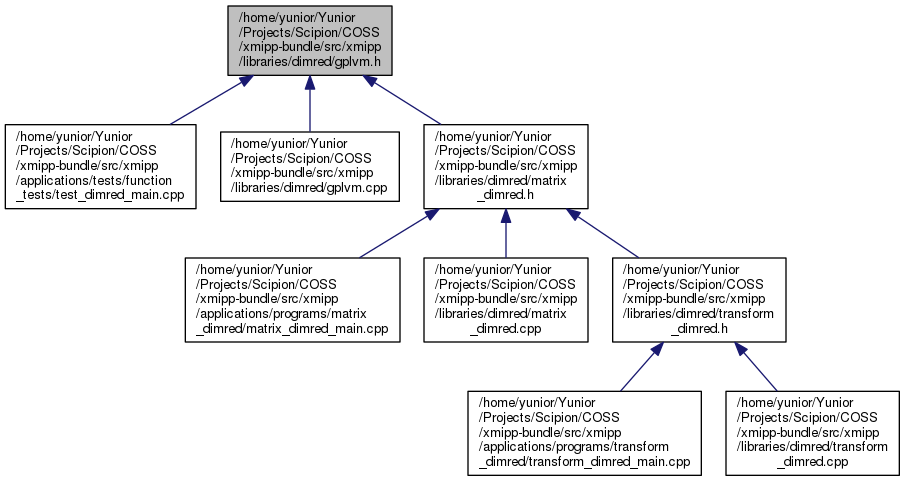 /home/yunior/Yunior
/Projects/Scipion/COSS
/xmipp-bundle/src/xmipp
/libraries/dimred/gplvm.h
/home/yunior/Yunior
/Projects/Scipion/COSS
/xmipp-bundle/src/xmipp
/applications/tests/function
_tests/test_dimred_main.cpp
/home/yunior/Yunior
/Projects/Scipion/COSS
/xmipp-bundle/src/xmipp
/libraries/dimred/gplvm.cpp
/home/yunior/Yunior
/Projects/Scipion/COSS
/xmipp-bundle/src/xmipp
/libraries/dimred/matrix
_dimred.h
/home/yunior/Yunior
/Projects/Scipion/COSS
/xmipp-bundle/src/xmipp
/applications/programs/matrix
_dimred/matrix_dimred_main.cpp
/home/yunior/Yunior
/Projects/Scipion/COSS
/xmipp-bundle/src/xmipp
/libraries/dimred/matrix
_dimred.cpp
/home/yunior/Yunior
/Projects/Scipion/COSS
/xmipp-bundle/src/xmipp
/libraries/dimred/transform
_dimred.h
/home/yunior/Yunior
/Projects/Scipion/COSS
/xmipp-bundle/src/xmipp
/applications/programs/transform
_dimred/transform_dimred_main.cpp
/home/yunior/Yunior
/Projects/Scipion/COSS
/xmipp-bundle/src/xmipp
/libraries/dimred/transform
_dimred.cpp